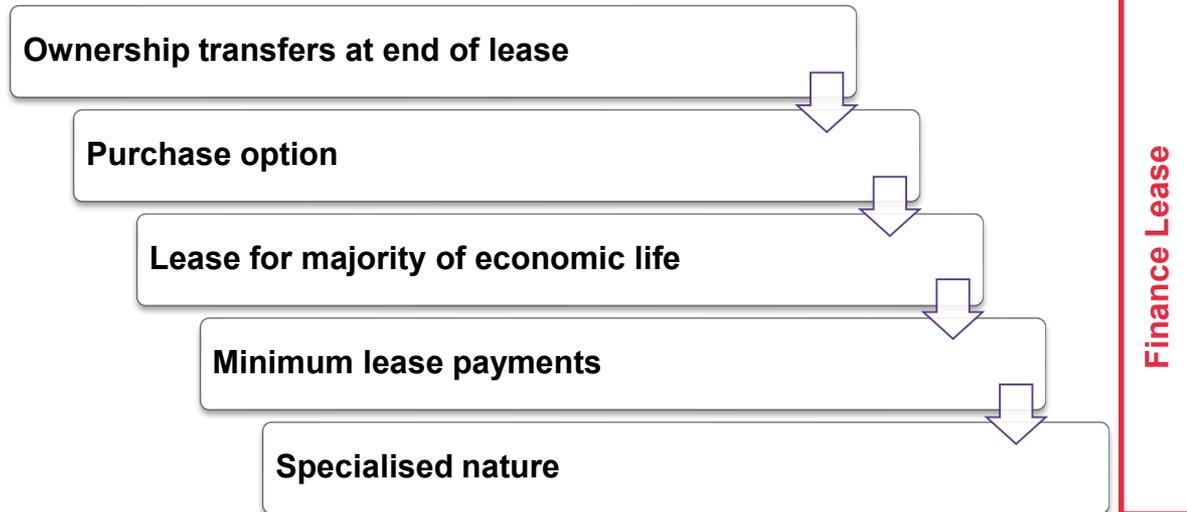 Ownership transfers at end of lease
Purchase option
Lease for majority of economic life
Minimum lease payments
Specialised nature
Finance Lease